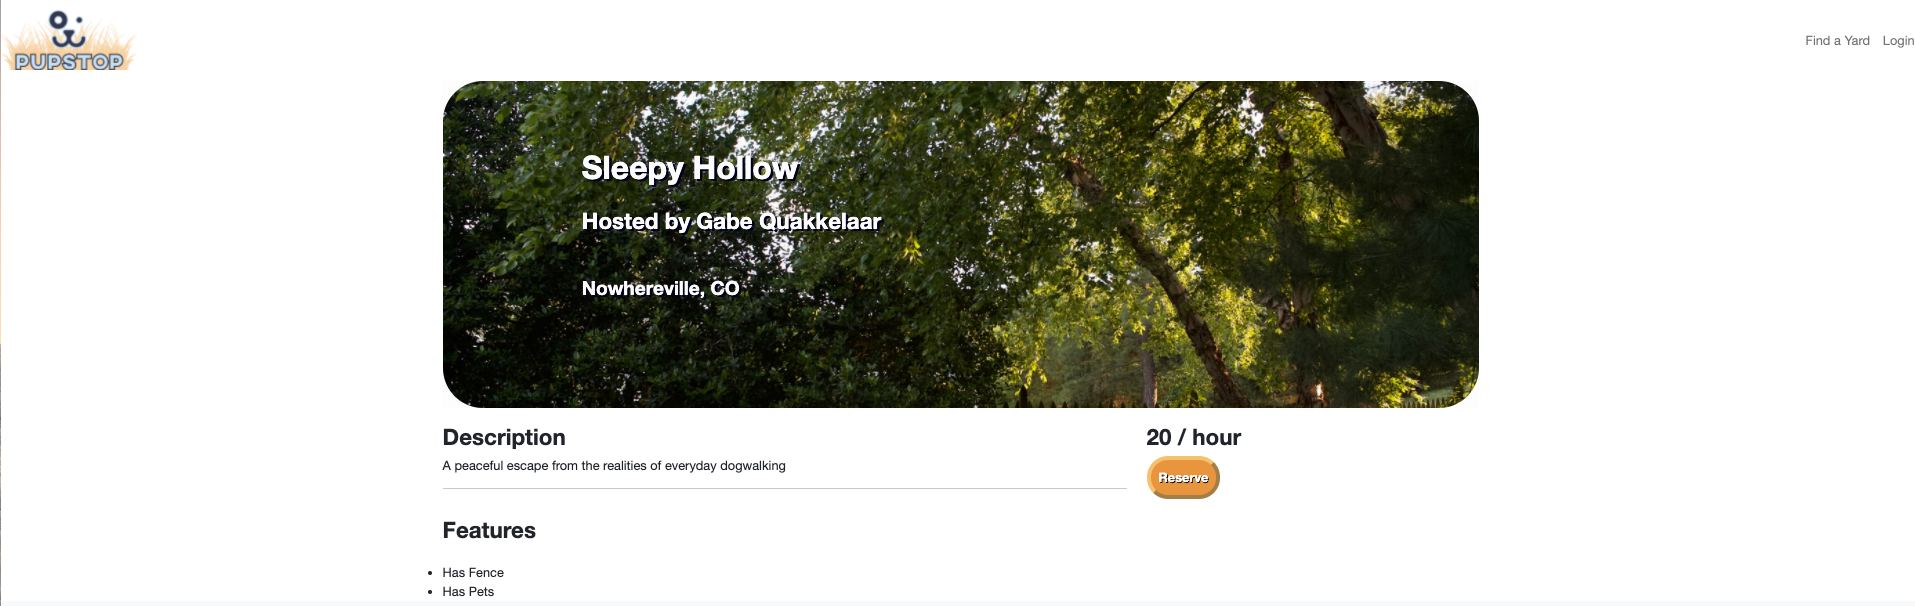 PUPSTOP
Find a Yard Login
Sleepy Hollow
Hosted by Gabe Quakkelaar
Nowhereville, CO
Description
A peaceful escape from the realities of everyday dogwalking
20 / hour
Reserve
Features
Has Fence
Has Pets